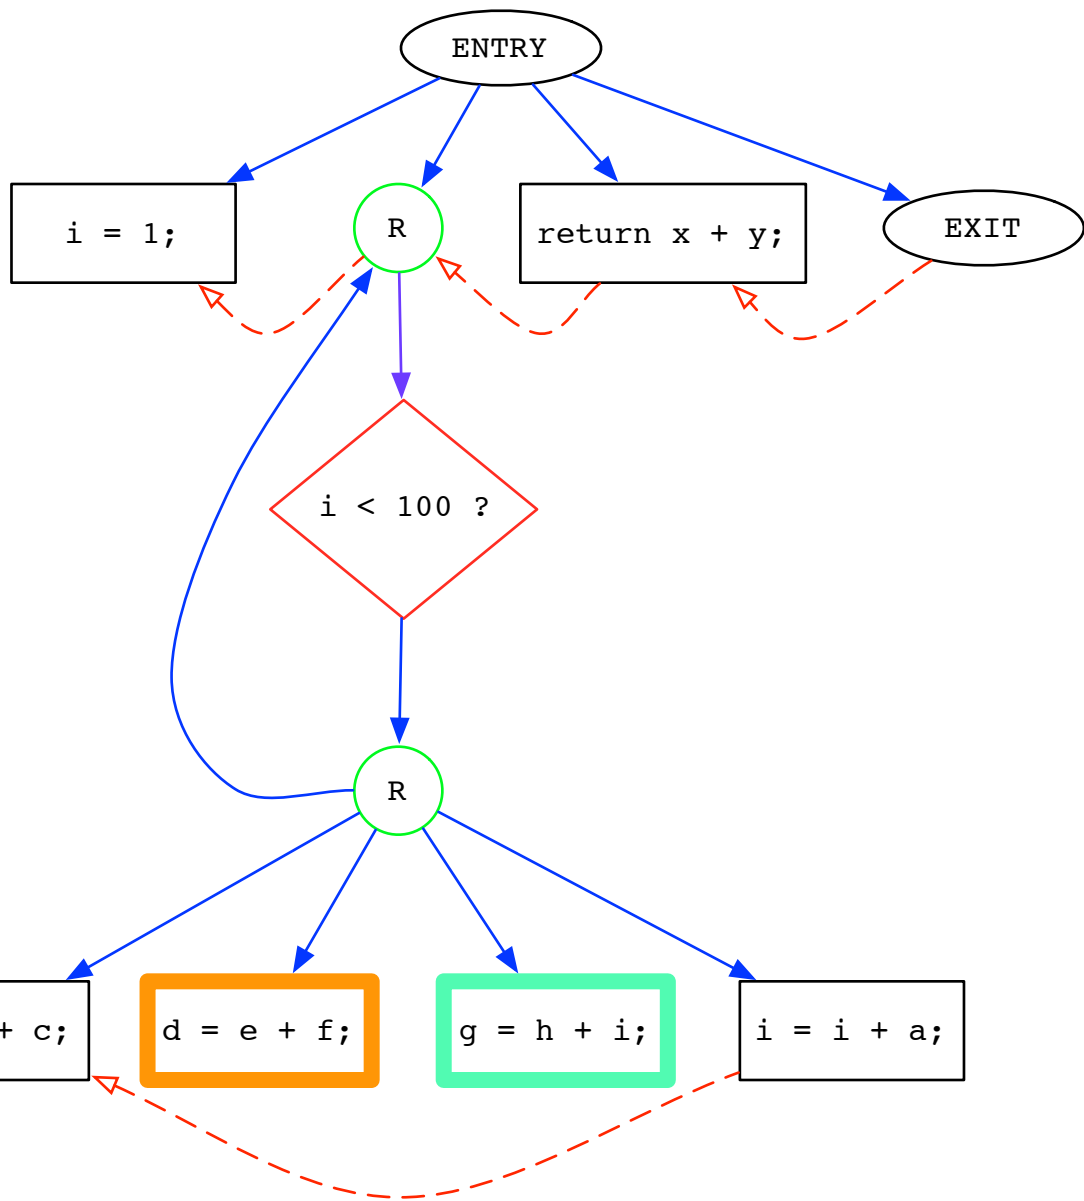 ENTRY
i = 1;
R
return x + y;
EXIT
i < 100 ?
R
+ c;
d = e + f;
g = h + i;
i = i + a;